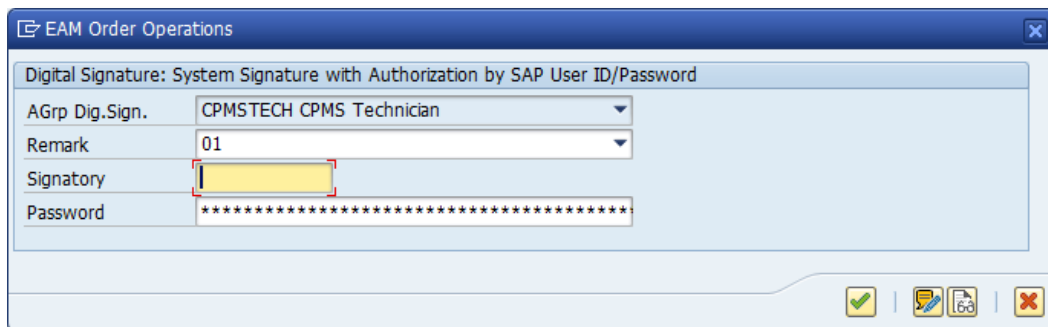 EAM Order Operations
Digital Signature: System Signature with Authorization by SAP User ID/Password
AGrp Dig.Sign. CPMSTECH CPMS Technician
Remark 01
Signatory
Password ****************************************